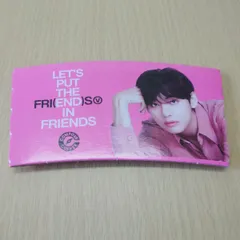 LET'S
PUT
THE
FRI(END)S
IN
FRIENDS